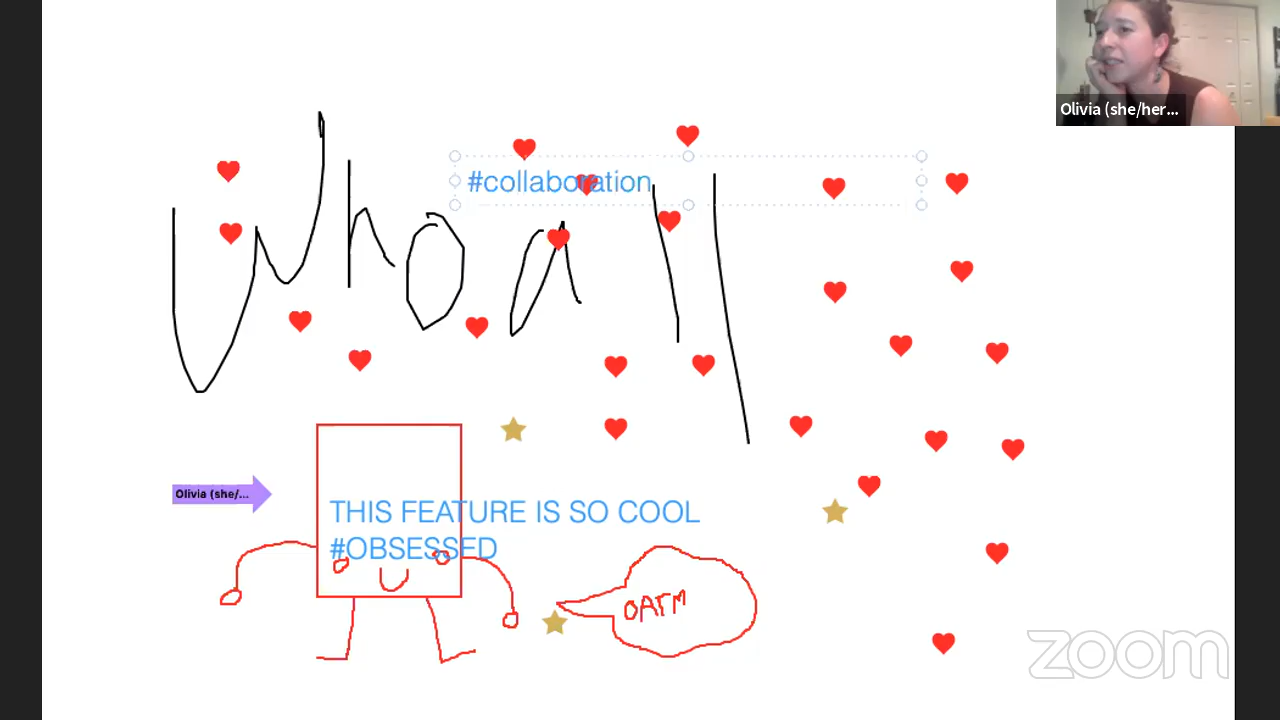 Olivia (she/her...
#collaboration
Whoa
Olivia (she/...
THIS FEATURE IS SO COOL
#OBSESSED
OATM
zoom